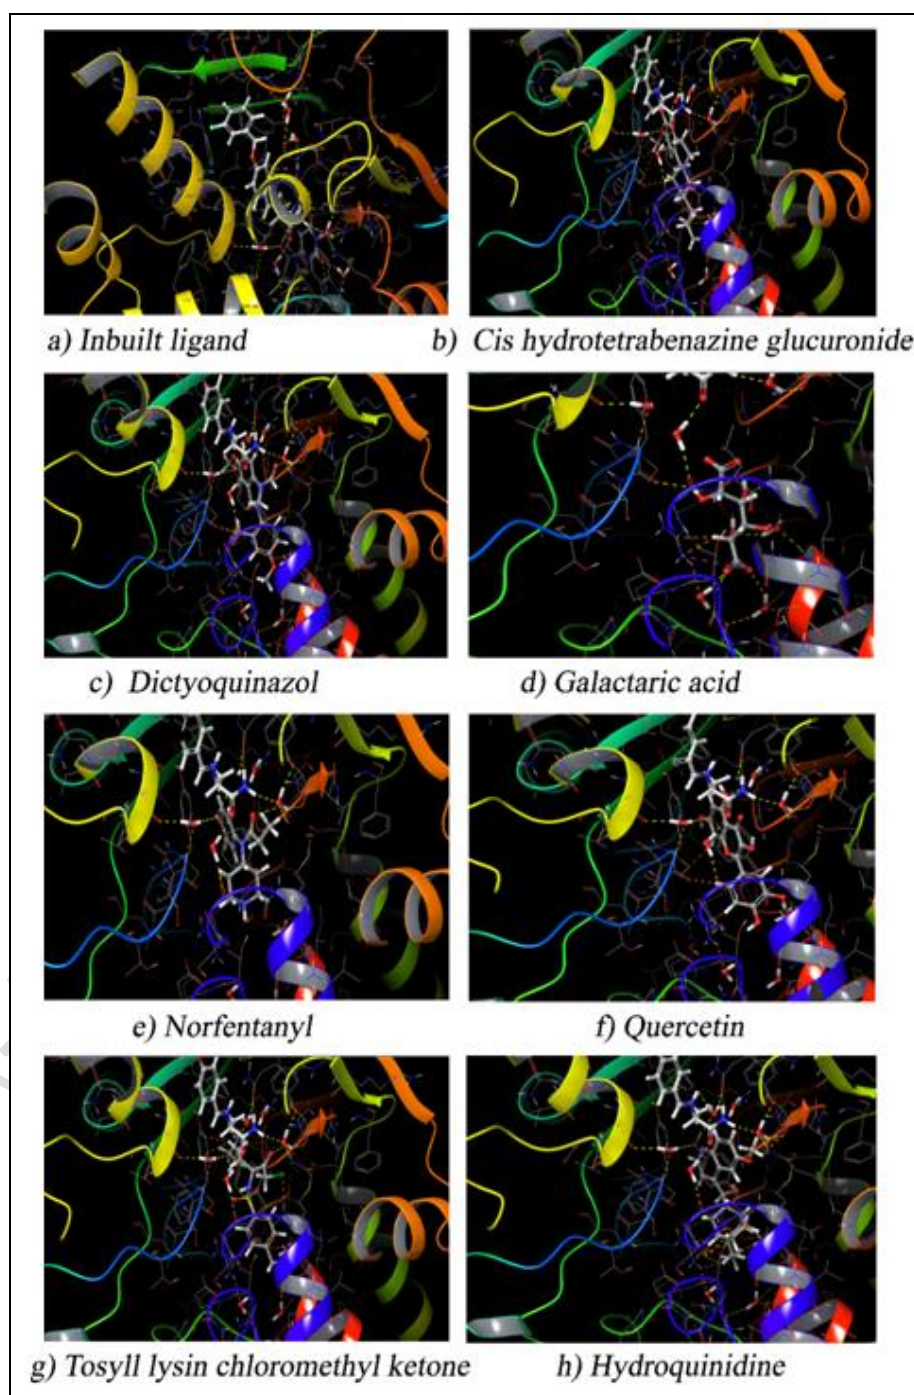 a) Inbuilt ligand
b) Cis hydrotetrabenazine glucuronide
c) Dictyoquinazol
d) Galactaric acid
e) Norfentanyl
f) Quercetin
g) Tosyll lysin chloromethyl ketone
h) Hydroquinidine